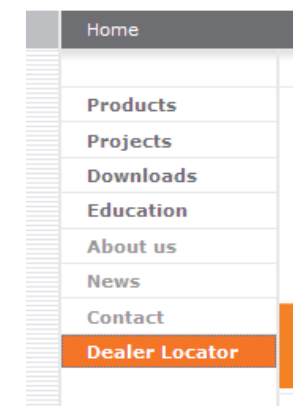 Home
Products
Projects
Downloads
Education
About us
News
Contact
Dealer Locator